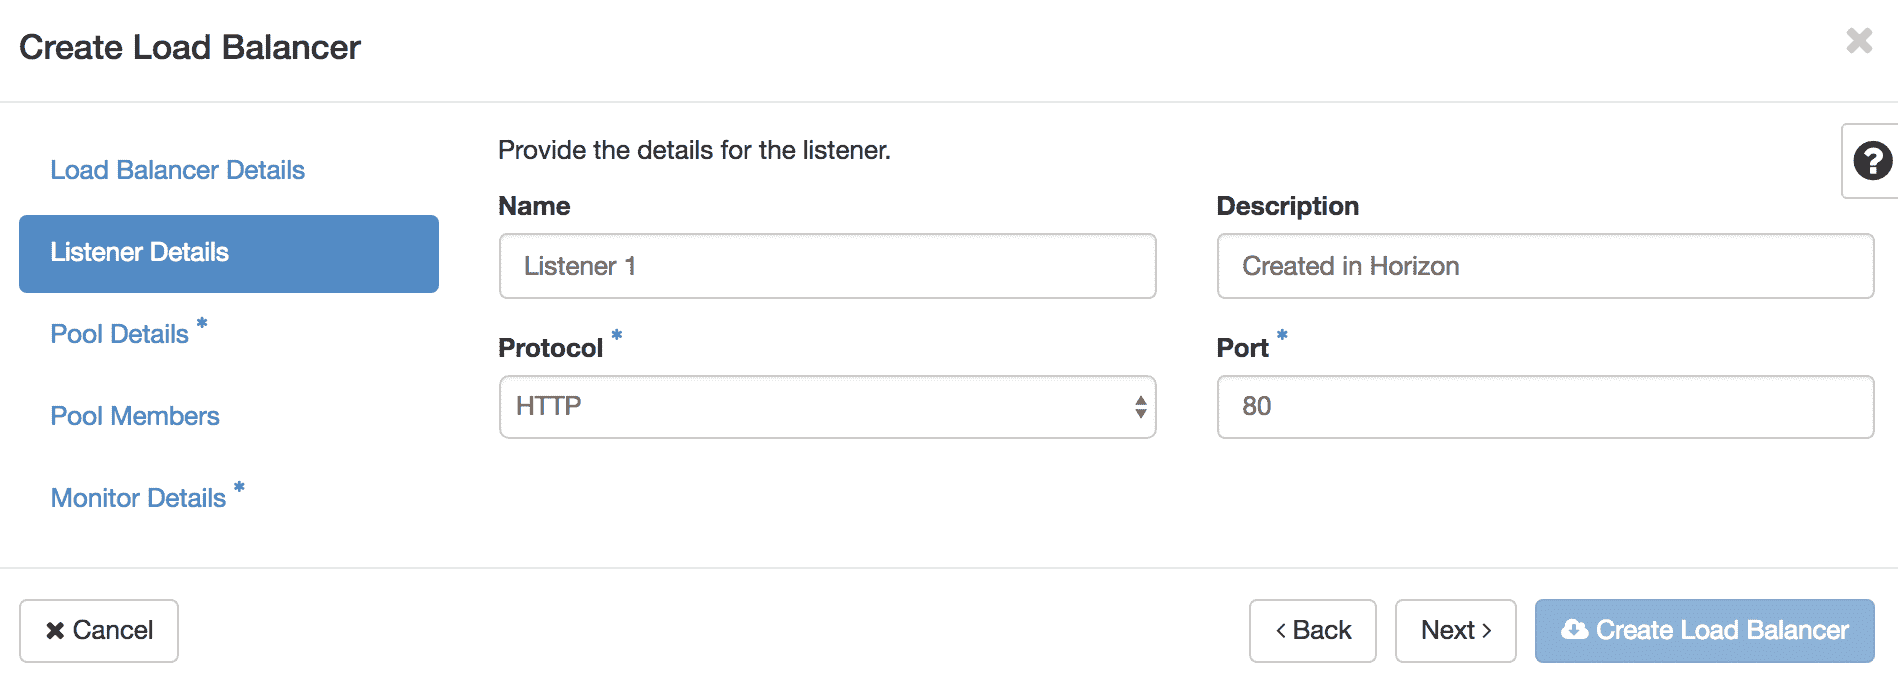 Create Load Balancer
Load Balancer Details
Listener Details
Pool Details *
Pool Members
Monitor Details *
Provide the details for the listener.
Name
Listener 1
Description
Created in Horizon
Protocol *
HTTP
Port *
80
?
Cancel
Back
Next
Create Load Balancer